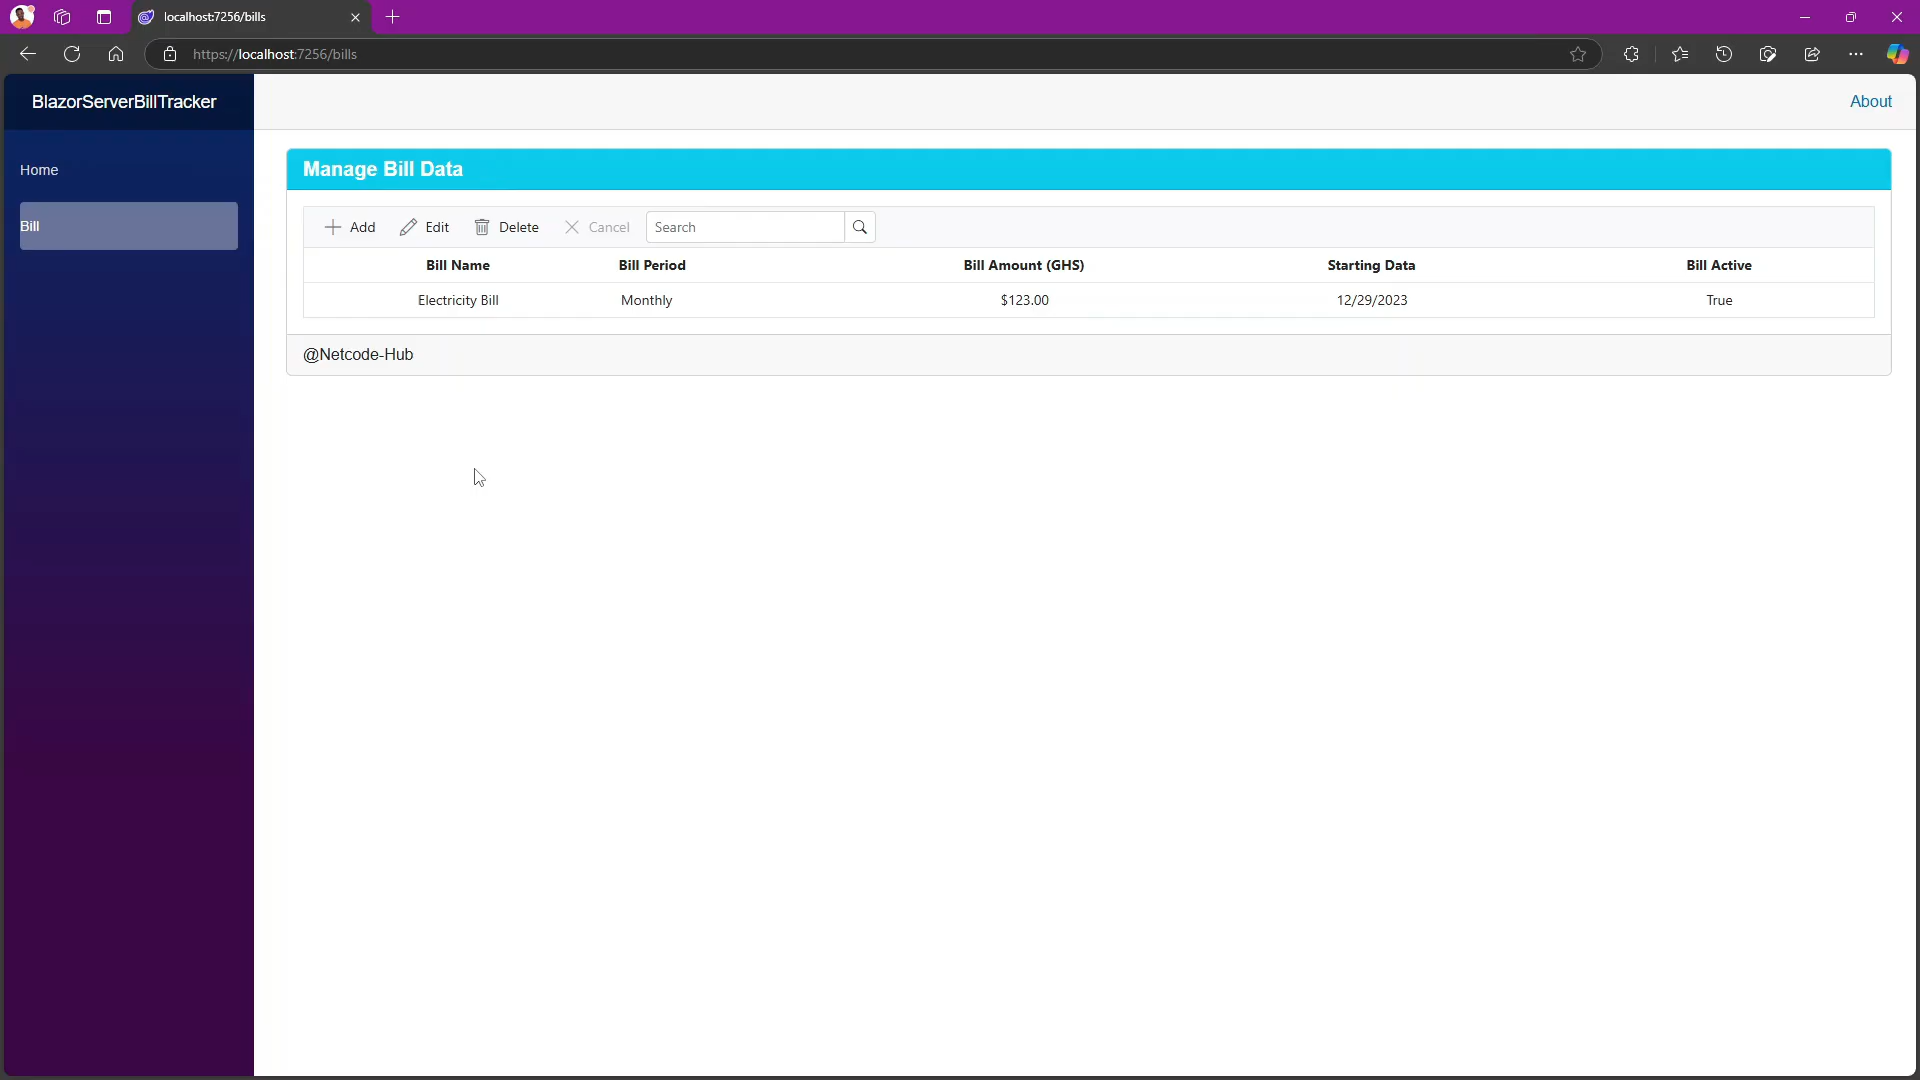 localhost:7256/bills
https://localhost:7256/bills
BlazorServerBillTracker
About
Home
Bill
Manage Bill Data
Add Edit Delete Cancel Search
Bill Name Bill Period Bill Amount (GHS) Starting Data Bill Active
Electricity Bill Monthly $123.00 12/29/2023 True
@Netcode-Hub